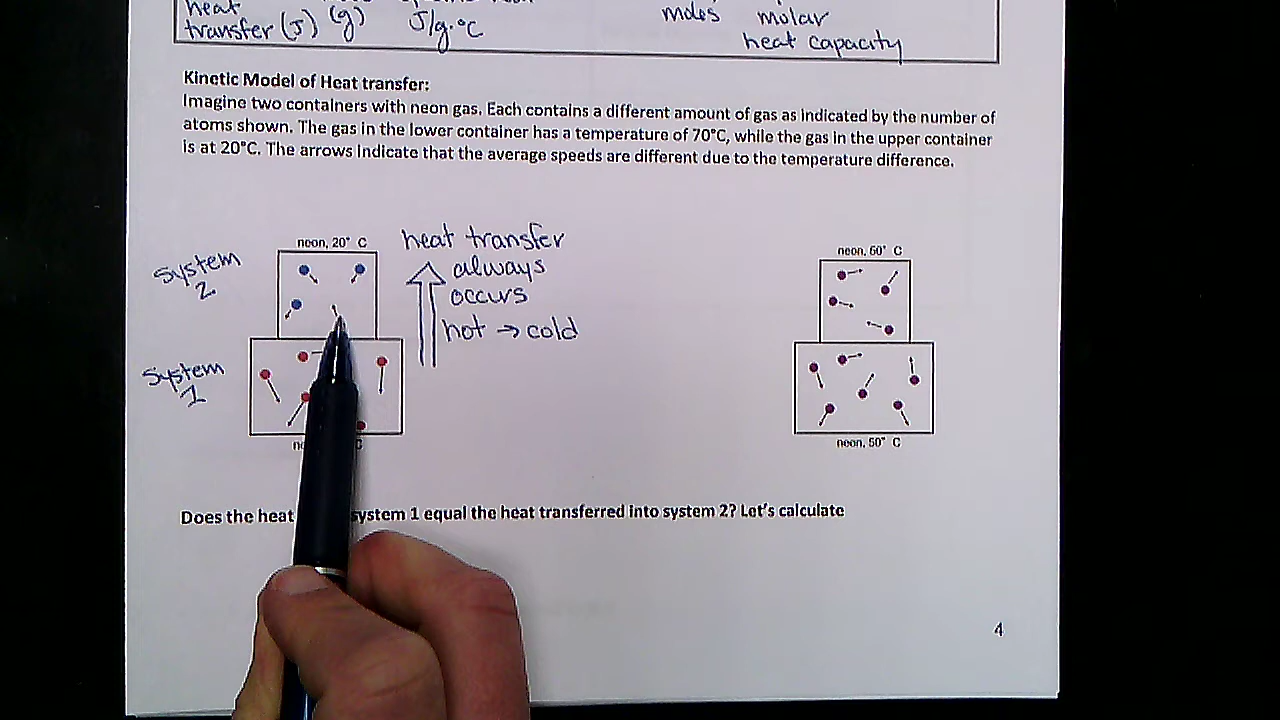 heat
transfer (J) (g) J/g·°C
moles molar
heat capacity
Kinetic Model of Heat transfer:
Imagine two containers with neon gas. Each contains a different amount of gas as indicated by the number of
atoms shown. The gas in the lower container has a temperature of 70°C, while the gas in the upper container
is at 20°C. The arrows indicate that the average speeds are different due to the temperature difference.
neon, 20° C
System
2
heat transfer
always
occurs
hot → cold
System
1
C
neon, 60° C
neon, 50° C
Does the heat system 1 equal the heat transferred into system 2? Let's calculate
4